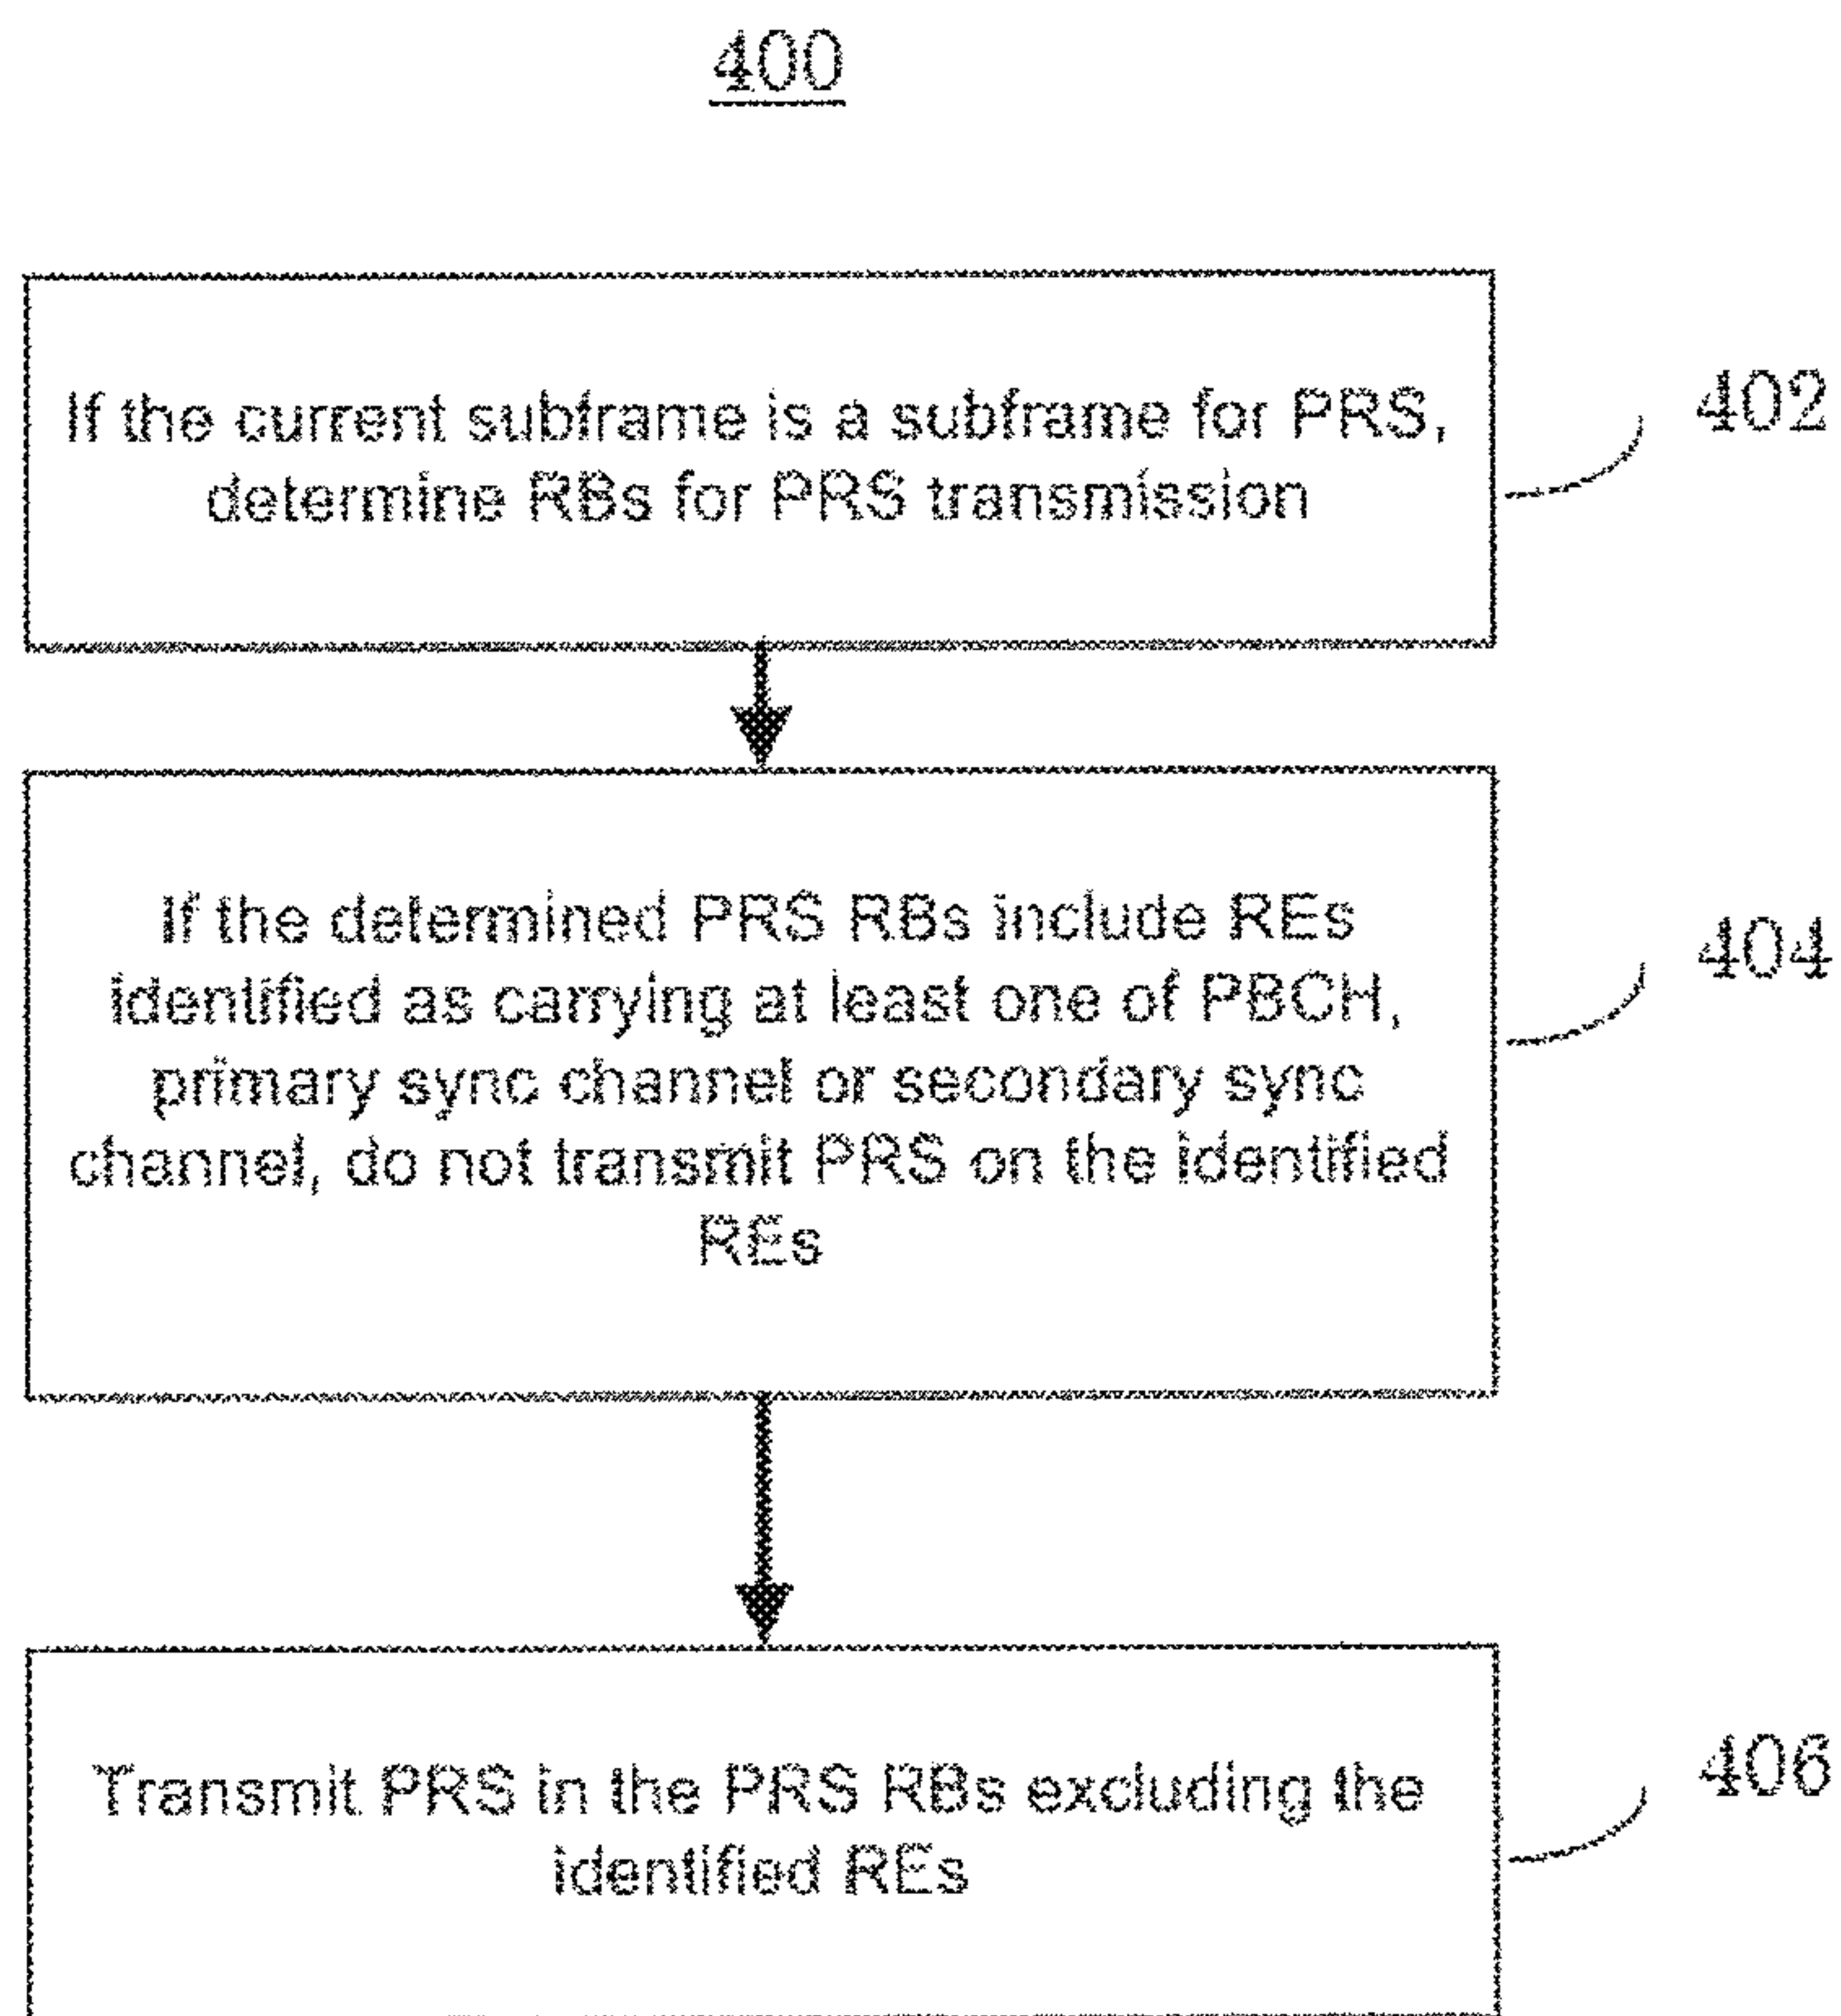 400
If the current subframe is a subframe for PRS,
determine RBs for PRS transmission
402
If the determined PRS RBs include REs
identified as carrying at least one of PBCH,
primary sync channel or secondary sync
channel, do not transmit PRS on the identified
REs
404
Transmit PRS in the PRS RBs excluding the
identified REs
406